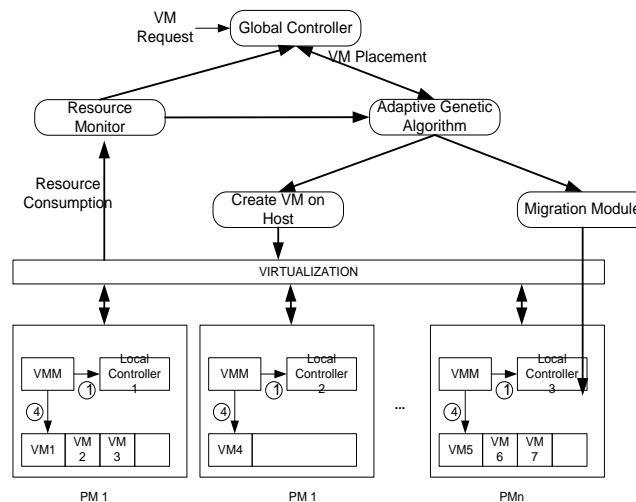 VM
Request
Global Controller
VM Placement
Resource
Monitor
Adaptive Genetic
Algorithm
Resource
Consumption
Create VM on
Host
Migration Module
VIRTUALIZATION
VMM
1
Local
Controller
1
4
VM1
VM
2
VM
3
PM 1
VMM
1
Local
Controller
2
4
VM4
PM 1
...
VMM
1
Local
Controller
3
4
VM5
VM
6
VM
7
PMn